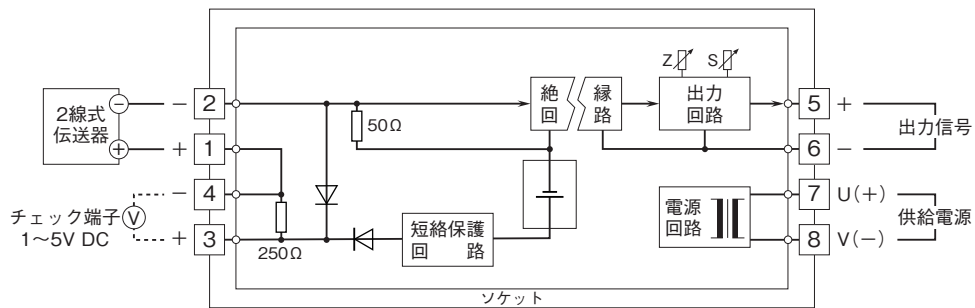 Z S
2線式
伝送器
−
+
− 2
+ 1
− 4
+ 3
チェック端子
1〜5V DC
V
50Ω
250Ω
絶
回
縁
路
出力
回路
短絡保護
回 路
電源
回路
5 +
6 −
出力信号
7 U(+)
8 V(−)
供給電源
ソケット